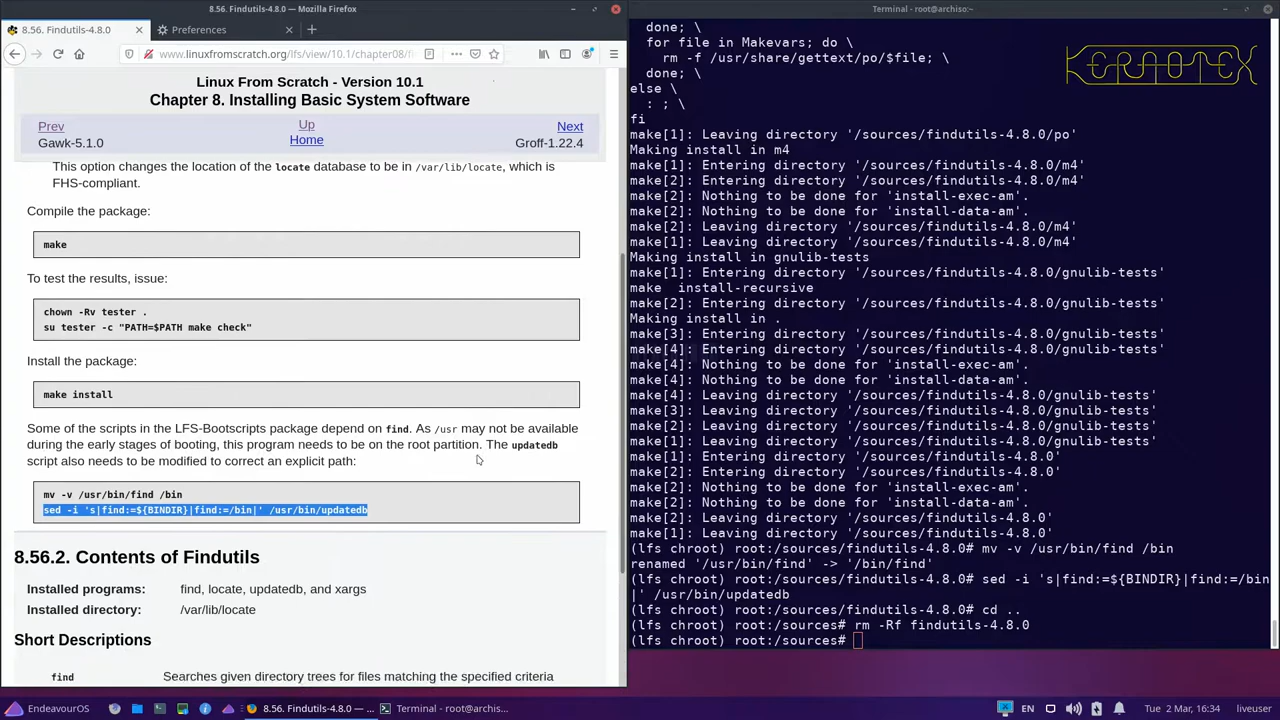 8.56. Findutils-4.8.0 — Mozilla Firefox
8.56. Findutils-4.8.0
Preferences
www.linuxfromscratch.org/lfs/view/10.1/chapter08/fi
Linux From Scratch - Version 10.1
Chapter 8. Installing Basic System Software
Prev
Up
Next
Gawk-5.1.0
Home
Groff-1.22.4
This option changes the location of the locate database to be in /var/lib/locate, which is
FHS-compliant.
Compile the package:
make
To test the results, issue:
chown -Rv tester .
su tester -c "PATH=$PATH make check"
Install the package:
make install
Some of the scripts in the LFS-Bootscripts package depend on find. As /usr may not be available
during the early stages of booting, this program needs to be on the root partition. The updatedb
script also needs to be modified to correct an explicit path:
mv -v /usr/bin/find /bin
sed -i 's|find:=${BINDIR}|find:=/bin|' /usr/bin/updatedb
8.56.2. Contents of Findutils
Installed programs: find, locate, updatedb, and xargs
Installed directory: /var/lib/locate
Short Descriptions
find Searches given directory trees for files matching the specified criteria
Terminal - root@archiso:~
done; \
for file in Makevars; do \
rm -f /usr/share/gettext/po/$file; \
done; \
else \
: ; \
fi
make[1]: Leaving directory '/sources/findutils-4.8.0/po'
Making install in m4
make[1]: Entering directory '/sources/findutils-4.8.0/m4'
make[2]: Entering directory '/sources/findutils-4.8.0/m4'
make[2]: Nothing to be done for 'install-exec-am'.
make[2]: Nothing to be done for 'install-data-am'.
make[2]: Leaving directory '/sources/findutils-4.8.0/m4'
make[1]: Leaving directory '/sources/findutils-4.8.0/m4'
Making install in gnulib-tests
make[1]: Entering directory '/sources/findutils-4.8.0/gnulib-tests'
make  install-recursive
make[2]: Entering directory '/sources/findutils-4.8.0/gnulib-tests'
Making install in .
make[3]: Entering directory '/sources/findutils-4.8.0/gnulib-tests'
make[4]: Entering directory '/sources/findutils-4.8.0/gnulib-tests'
make[4]: Nothing to be done for 'install-exec-am'.
make[4]: Nothing to be done for 'install-data-am'.
make[4]: Leaving directory '/sources/findutils-4.8.0/gnulib-tests'
make[3]: Leaving directory '/sources/findutils-4.8.0/gnulib-tests'
make[2]: Leaving directory '/sources/findutils-4.8.0/gnulib-tests'
make[1]: Leaving directory '/sources/findutils-4.8.0/gnulib-tests'
make[1]: Entering directory '/sources/findutils-4.8.0'
make[2]: Entering directory '/sources/findutils-4.8.0'
make[2]: Nothing to be done for 'install-exec-am'.
make[2]: Nothing to be done for 'install-data-am'.
make[2]: Leaving directory '/sources/findutils-4.8.0'
make[1]: Leaving directory '/sources/findutils-4.8.0'
(lfs chroot) root:/sources/findutils-4.8.0# mv -v /usr/bin/find /bin
renamed '/usr/bin/find' -> '/bin/find'
(lfs chroot) root:/sources/findutils-4.8.0# sed -i 's|find:=${BINDIR}|find:=/bin
|' /usr/bin/updatedb
(lfs chroot) root:/sources/findutils-4.8.0# cd ..
(lfs chroot) root:/sources# rm -Rf findutils-4.8.0
(lfs chroot) root:/sources#
EndeavourOS
8.56. Findutils-4.8.0 — ...
Terminal - root@archis...
EN
Tue 2 Mar, 16:34
liveuser